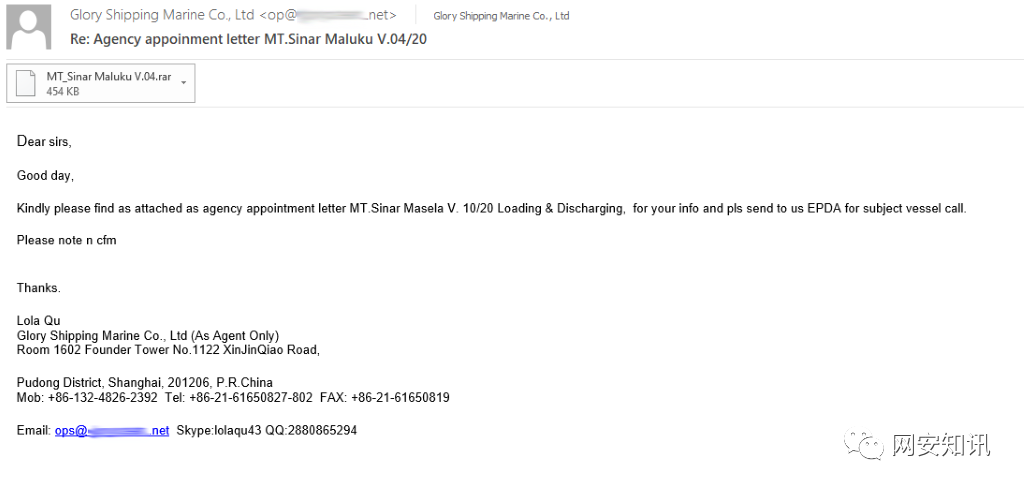 Glory Shipping Marine Co., Ltd <op@ .net> Glory Shipping Marine Co., Ltd
Re: Agency appoinment letter MT.Sinar Maluku V.04/20
MT_Sinar Maluku V.04.rar
454 KB
Dear sirs,
Good day,
Kindly please find as attached as agency appointment letter MT.Sinar Masela V. 10/20 Loading & Discharging, for your info and pls send to us EPDA for subject vessel call.
Please note n cfm
Thanks.
Lola Qu
Glory Shipping Marine Co., Ltd (As Agent Only)
Room 1602 Founder Tower No.1122 XinJinQiao Road,
Pudong District, Shanghai, 201206, P.R.China
Mob: +86-132-4826-2392 Tel: +86-21-61650827-802 FAX: +86-21-61650819
Email: ops@ .net Skype:lolaqu43 QQ:2880865294
网安知讯